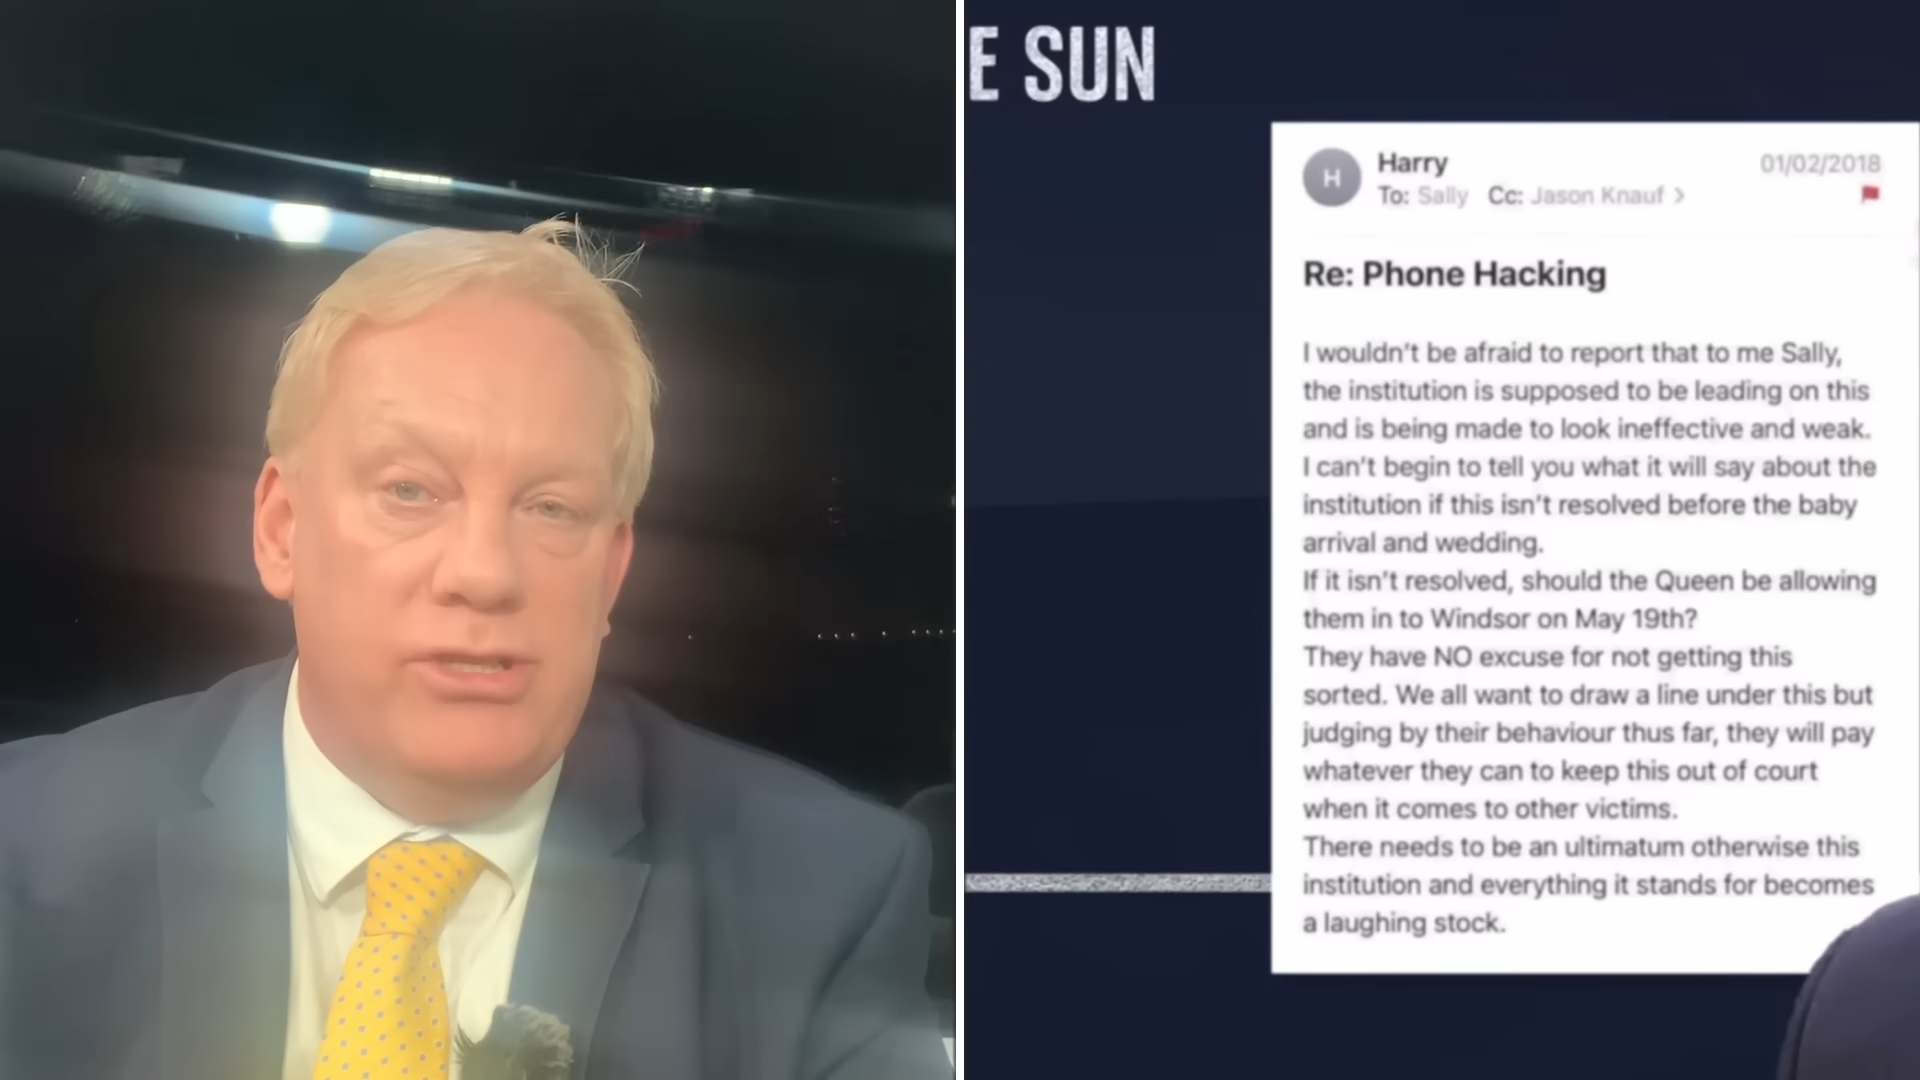 E SUN
H
Harry
01/02/2018
To: Sally Cc: Jason Knauf >
Re: Phone Hacking
I wouldn't be afraid to report that to me Sally,
the institution is supposed to be leading on this
and is being made to look ineffective and weak.
I can't begin to tell you what it will say about the
institution if this isn't resolved before the baby
arrival and wedding.
If it isn't resolved, should the Queen be allowing
them in to Windsor on May 19th?
They have NO excuse for not getting this
sorted. We all want to draw a line under this but
judging by their behaviour thus far, they will pay
whatever they can to keep this out of court
when it comes to other victims.
There needs to be an ultimatum otherwise this
institution and everything it stands for becomes
a laughing stock.